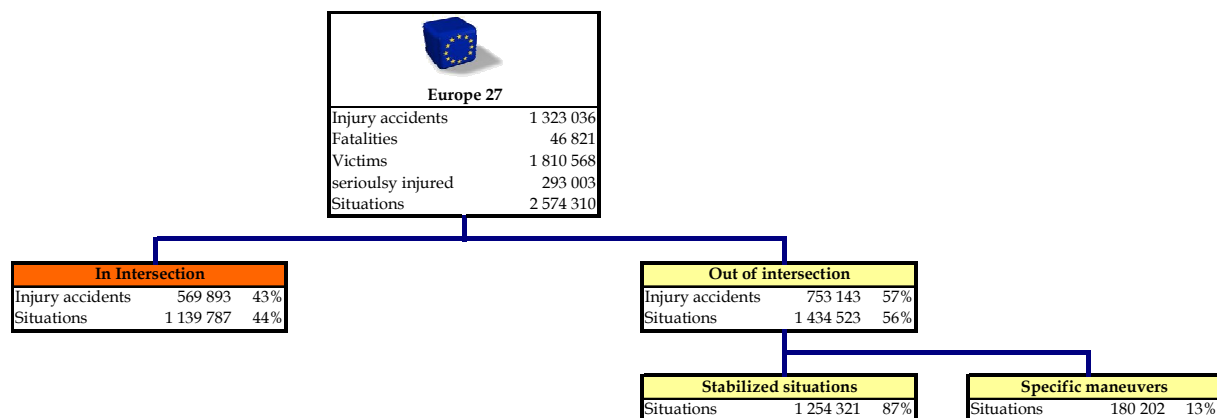 Europe 27
Injury accidents 1 323 036
Fatalities 46 821
Victims 1 810 568
serioulsy injured 293 003
Situations 2 574 310
In Intersection
Injury accidents 569 893 43%
Situations 1 139 787 44%
Out of intersection
Injury accidents 753 143 57%
Situations 1 434 523 56%
Stabilized situations
Situations 1 254 321 87%
Specific maneuvers
Situations 180 202 13%